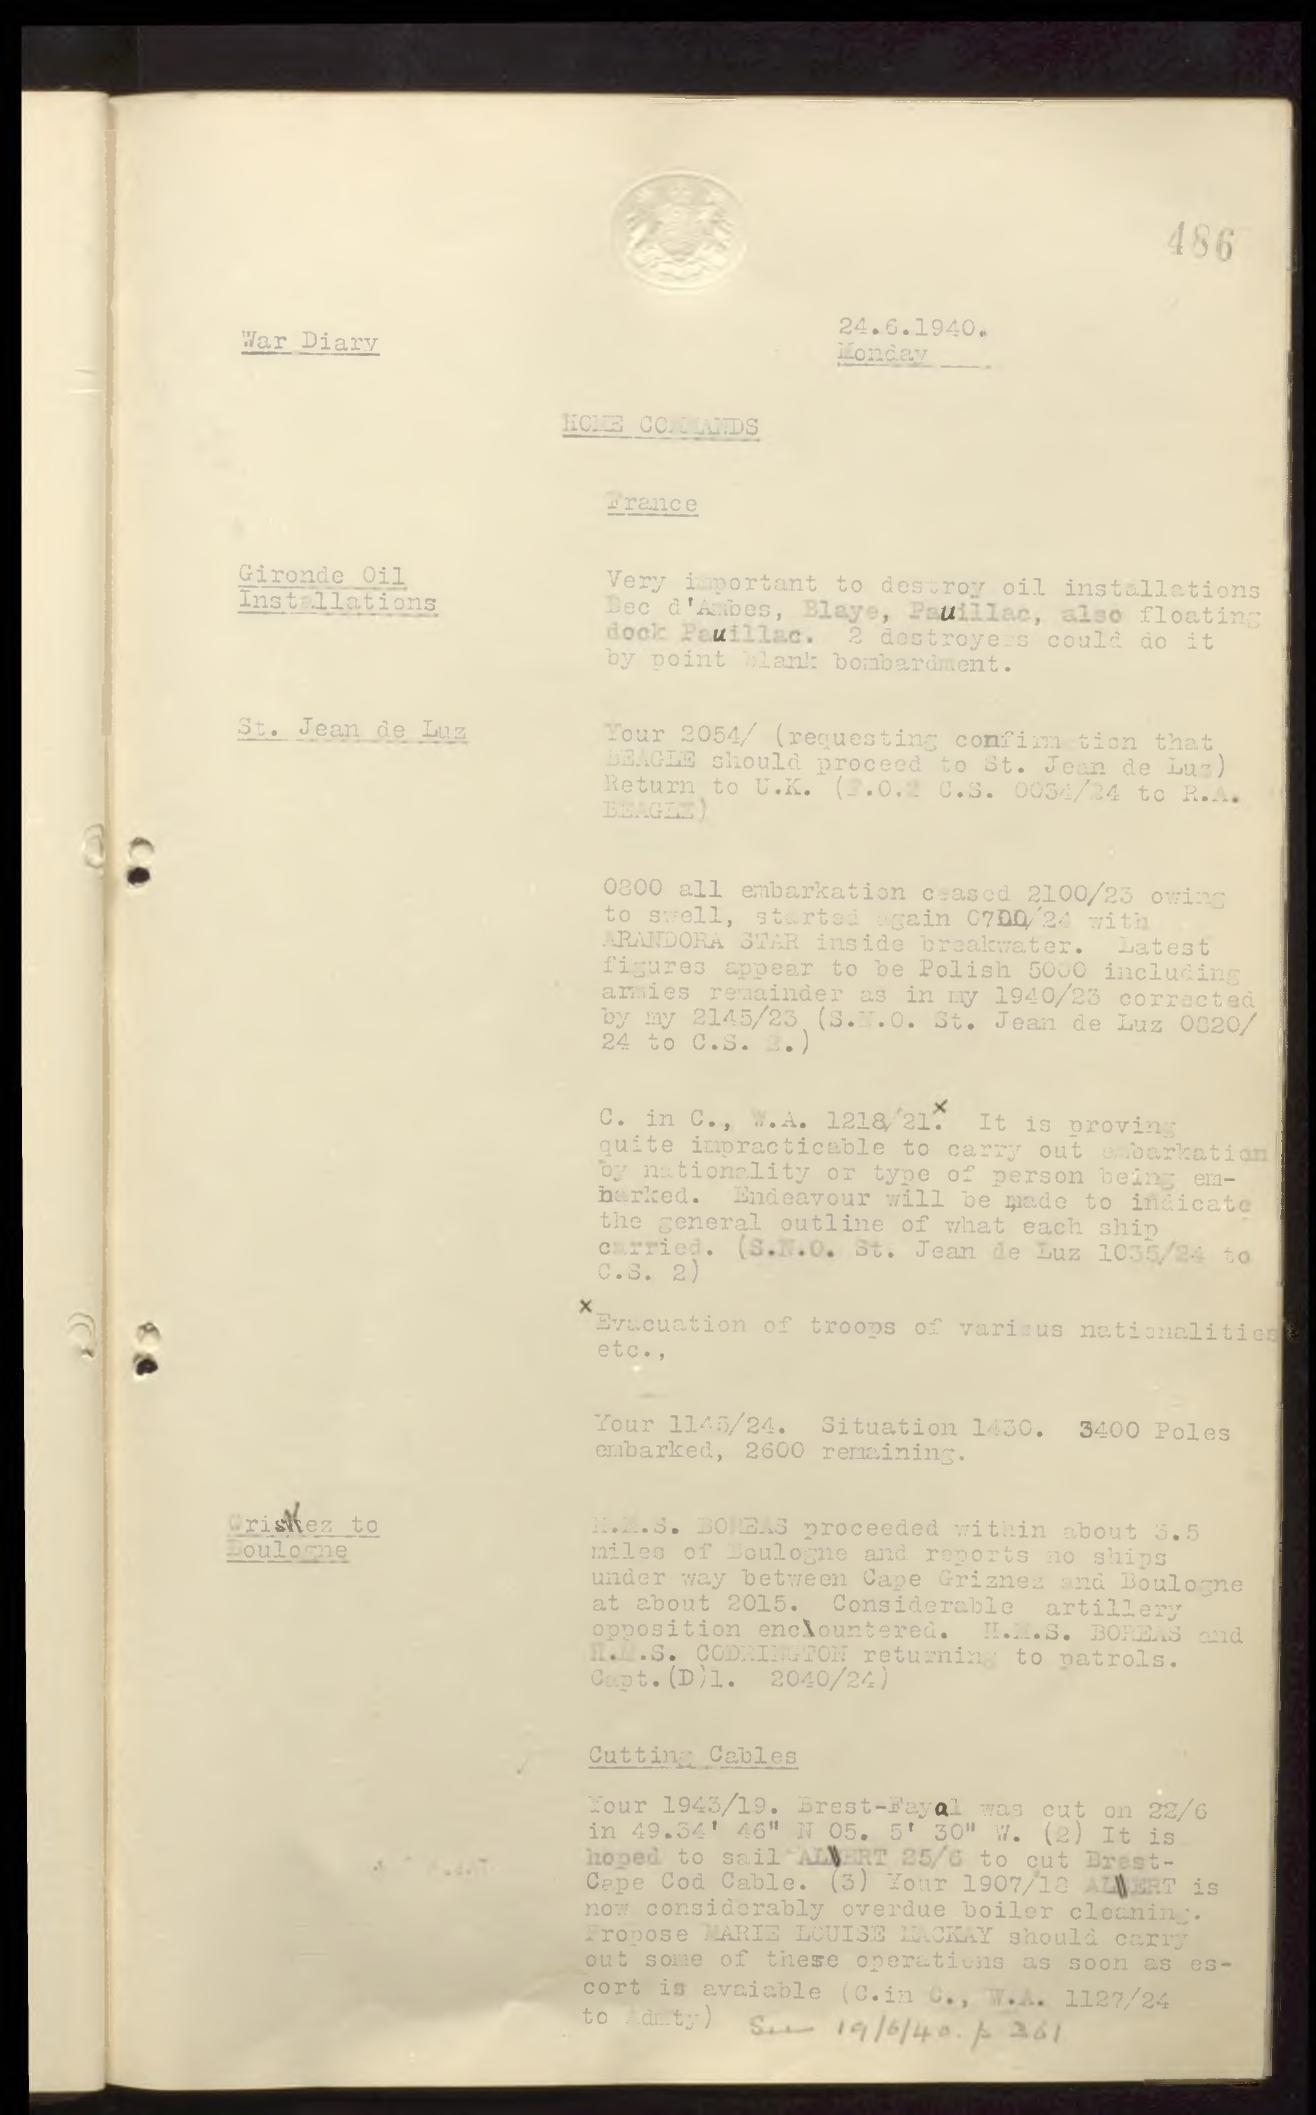 486
War Diary
24.6.1940.
Monday
HOME COMMANDS
France
Gironde Oil
Installations
Very important to destroy oil installations
Bec d'Ambes, Blaye, Pauillac, also floating
dock Pauillac. 2 destroyers could do it
by point blank bombardment.
St. Jean de Luz
Your 2054/ (requesting confirmation that
BEAGLE should proceed to St. Jean de Luz)
Return to U.K. (F.O.2 C.S. 0034/24 to R.A.
BEAGLE)
0800 all embarkation ceased 2100/23 owing
to swell, started again 0700/24 with
ARANDORA STAR inside breakwater. Latest
figures appear to be Polish 5000 including
armies remainder as in my 1940/23 corrected
by my 2145/23 (S.N.O. St. Jean de Luz 0820/
24 to C.S. 2.)
C. in C., W.A. 1218/21.x It is proving
quite impracticable to carry out embarkation
by nationality or type of person being em-
barked. Endeavour will be made to indicate
the general outline of what each ship
carried. (S.N.O. St. Jean de Luz 1035/24 to
C.S. 2)
x Evacuation of troops of various nationalities
etc.,
Your 1145/24. Situation 1430. 3400 Poles
embarked, 2600 remaining.
GrisNez to
Boulogne
H.M.S. BOREAS proceeded within about 3.5
miles of Boulogne and reports no ships
under way between Cape Griznez and Boulogne
at about 2015. Considerable artillery
opposition encountered. H.M.S. BOREAS and
H.M.S. CODRINGTON returning to patrols.
Capt.(D)1. 2040/24)
Cutting Cables
Your 1943/19. Brest-Fayal was cut on 22/6
in 49.34' 46" N 05. 5' 30" W. (2) It is
hoped to sail ALERT 25/6 to cut Brest-
Cape Cod Cable. (3) Your 1907/18 ALERT is
now considerably overdue boiler cleaning.
Propose MARIE LOUISE MACKAY should carry
out some of these operations as soon as es-
cort is avaiable (C.in C., W.A. 1127/24
to Admty) See 19/6/40. p 361